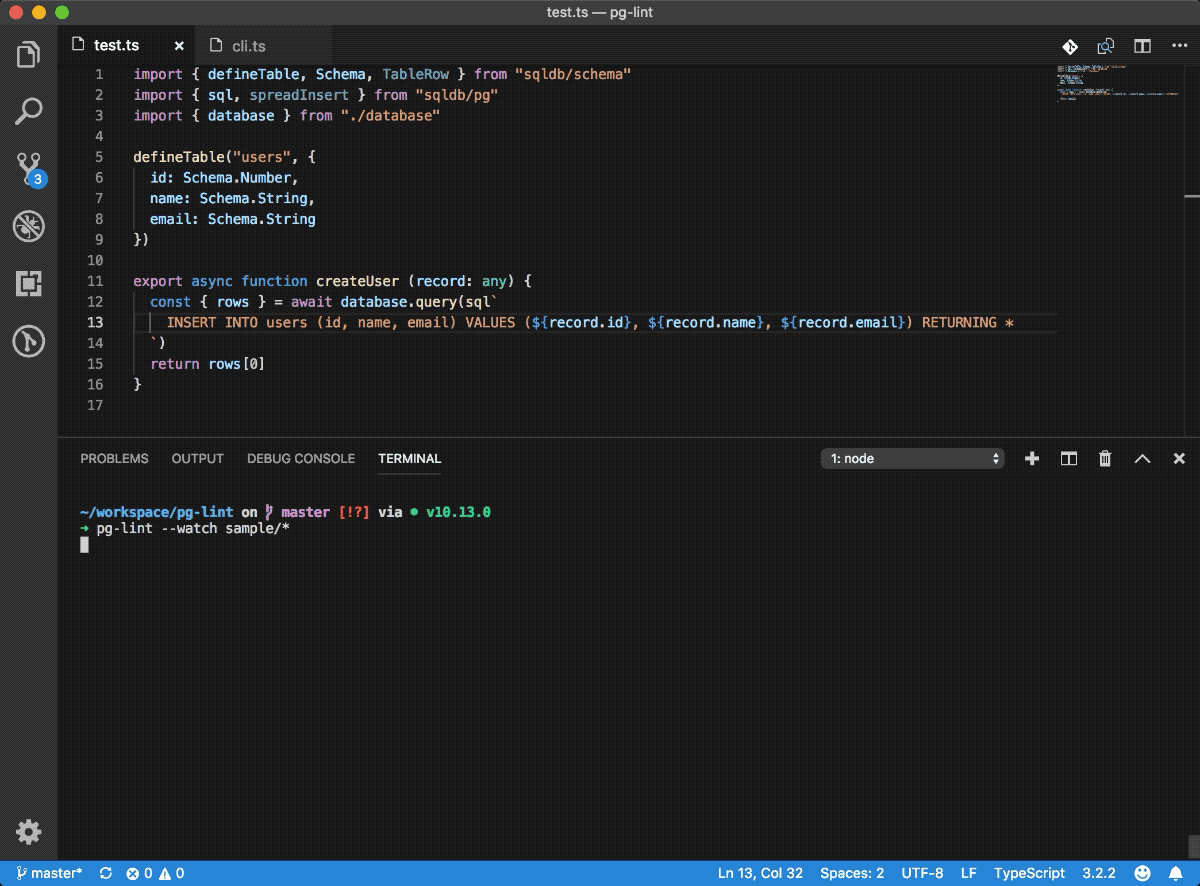 test.ts — pg-lint
test.ts × cli.ts
1 import { defineTable, Schema, TableRow } from "sqldb/schema"
2 import { sql, spreadInsert } from "sqldb/pg"
3 import { database } from "./database"
4
5 defineTable("users", {
6 id: Schema.Number,
7 name: Schema.String,
8 email: Schema.String
9 })
10
11 export async function createUser (record: any) {
12 const { rows } = await database.query(sql`
13 INSERT INTO users (id, name, email) VALUES (${record.id}, ${record.name}, ${record.email}) RETURNING *
14 `)
15 return rows[0]
16 }
17
3
PROBLEMS OUTPUT DEBUG CONSOLE TERMINAL 1: node
~/workspace/pg-lint on master [!?] via ● v10.13.0
➜ pg-lint --watch sample/*
master* 0 0 Ln 13, Col 32 Spaces: 2 UTF-8 LF TypeScript 3.2.2